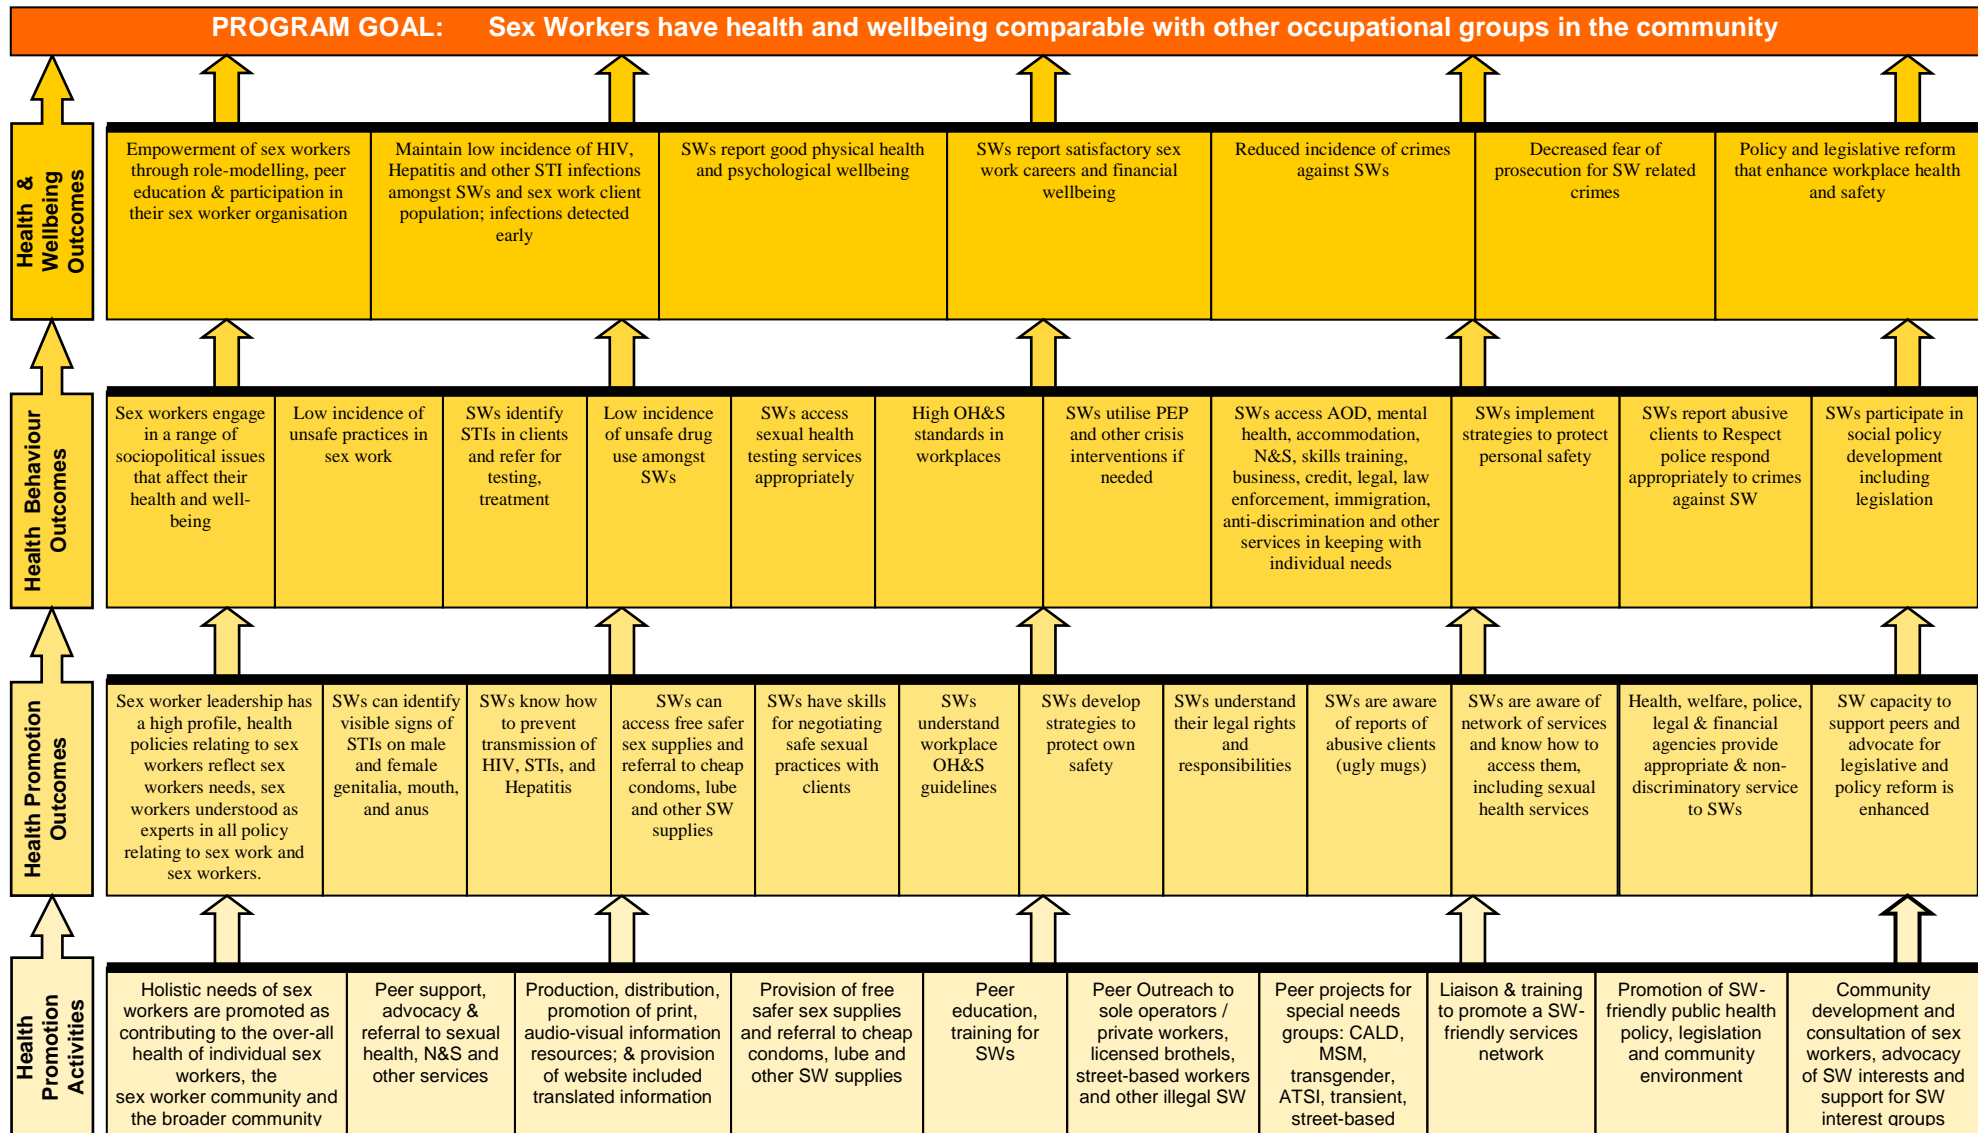 PROGRAM GOAL: Sex Workers have health and wellbeing comparable with other occupational groups in the community
Health &
Wellbeing
Outcomes
Empowerment of sex workers
through role-modelling, peer
education & participation in
their sex worker organisation
Maintain low incidence of HIV,
Hepatitis and other STI infections
amongst SWs and sex work client
population; infections detected
early
SWs report good physical health
and psychological wellbeing
SWs report satisfactory sex
work careers and financial
wellbeing
Reduced incidence of crimes
against SWs
Decreased fear of
prosecution for SW related
crimes
Policy and legislative reform
that enhance workplace health
and safety
Health Behaviour
Outcomes
Sex workers engage
in a range of
sociopolitical issues
that affect their
health and well-
being
Low incidence of
unsafe practices in
sex work
SWs identify
STIs in clients
and refer for
testing,
treatment
Low incidence
of unsafe drug
use amongst
SWs
SWs access
sexual health
testing services
appropriately
High OH&S
standards in
workplaces
SWs utilise PEP
and other crisis
interventions if
needed
SWs access AOD, mental
health, accommodation,
N&S, skills training,
business, credit, legal, law
enforcement, immigration,
anti-discrimination and other
services in keeping with
individual needs
SWs implement
strategies to protect
personal safety
SWs report abusive
clients to Respect
police respond
appropriately to crimes
against SW
SWs participate in
social policy
development
including
legislation
Health Promotion
Outcomes
Sex worker leadership has
a high profile, health
policies relating to sex
workers reflect sex
workers needs, sex
workers understood as
experts in all policy
relating to sex work and
sex workers.
SWs can identify
visible signs of
STIs on male
and female
genitalia, mouth,
and anus
SWs know how
to prevent
transmission of
HIV, STIs, and
Hepatitis
SWs can
access free safer
sex supplies and
referral to cheap
condoms, lube
and other SW
supplies
SWs have skills
for negotiating
safe sexual
practices with
clients
SWs
understand
workplace
OH&S
guidelines
SWs develop
strategies to
protect own
safety
SWs understand
their legal rights
and
responsibilities
SWs are aware
of reports of
abusive clients
(ugly mugs)
SWs are aware of
network of services
and know how to
access them,
including sexual
health services
Health, welfare, police,
legal & financial
agencies provide
appropriate & non-
discriminatory service
to SWs
SW capacity to
support peers and
advocate for
legislative and
policy reform is
enhanced
Health
Promotion
Activities
Holistic needs of sex
workers are promoted as
contributing to the over-all
health of individual sex
workers, the
sex worker community and
the broader community
Peer support,
advocacy &
referral to sexual
health, N&S and
other services
Production, distribution,
promotion of print,
audio-visual information
resources; & provision
of website included
translated information
Provision of free
safer sex supplies
and referral to cheap
condoms, lube and
other SW supplies
Peer
education,
training for
SWs
Peer Outreach to
sole operators /
private workers,
licensed brothels,
street-based workers
and other illegal SW
Peer projects for
special needs
groups: CALD,
MSM,
transgender,
ATSI, transient,
street-based
Liaison & training
to promote a SW-
friendly services
network
Promotion of SW-
friendly public health
policy, legislation
and community
environment
Community
development and
consultation of sex
workers, advocacy
of SW interests and
support for SW
interest groups